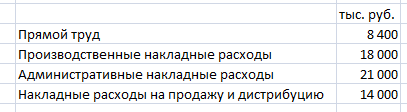 тыс. руб.
Прямой труд 8 400
Производственные накладные расходы 18 000
Административные накладные расходы 21 000
Накладные расходы на продажу и дистрибуцию 14 000